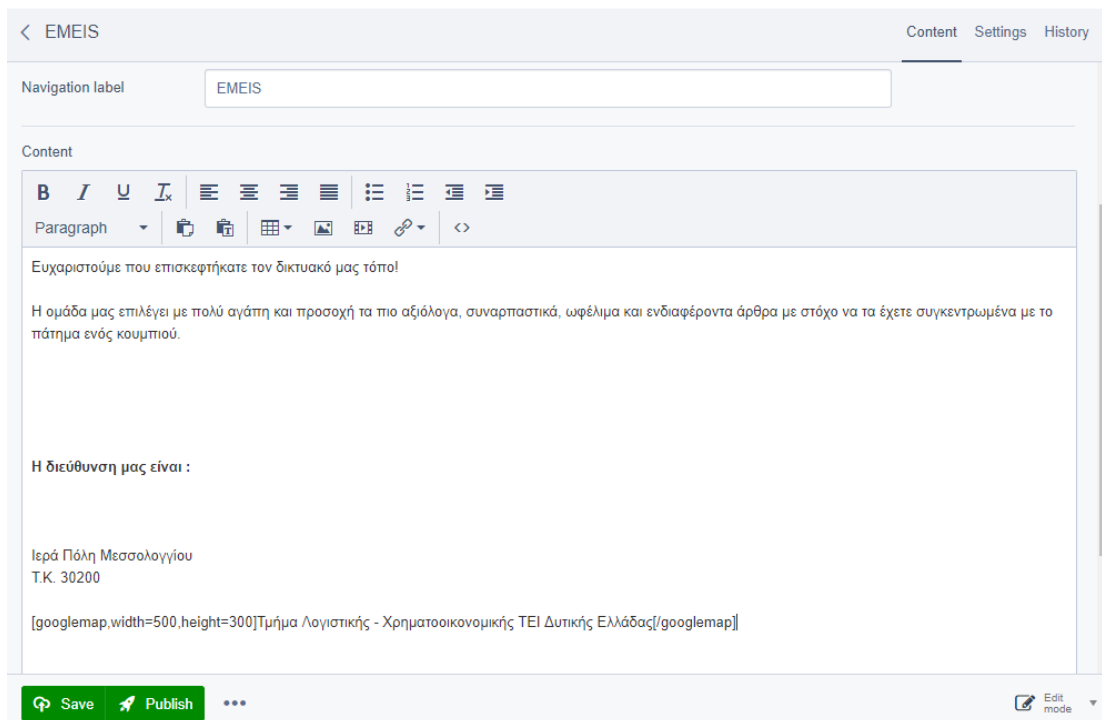 EMEIS
Content Settings History
Navigation label
EMEIS
Content
B I U Tx
Paragraph
Ευχαριστούμε που επισκεφτήκατε τον δικτυακό μας τόπο!
Η ομάδα μας επιλέγει με πολύ αγάπη και προσοχή τα πιο αξιόλογα, συναρπαστικά, ωφέλιμα και ενδιαφέροντα άρθρα με στόχο να τα έχετε συγκεντρωμένα με το
πάτημα ενός κουμπιού.
Η διεύθυνση μας είναι :
Ιερά Πόλη Μεσσολογγίου
Τ.Κ. 30200
[googlemap,width=500,height=300]Τμήμα Λογιστικής - Χρηματοοικονομικής ΤΕΙ Δυτικής Ελλάδας[/googlemap]
Save Publish
Edit
mode